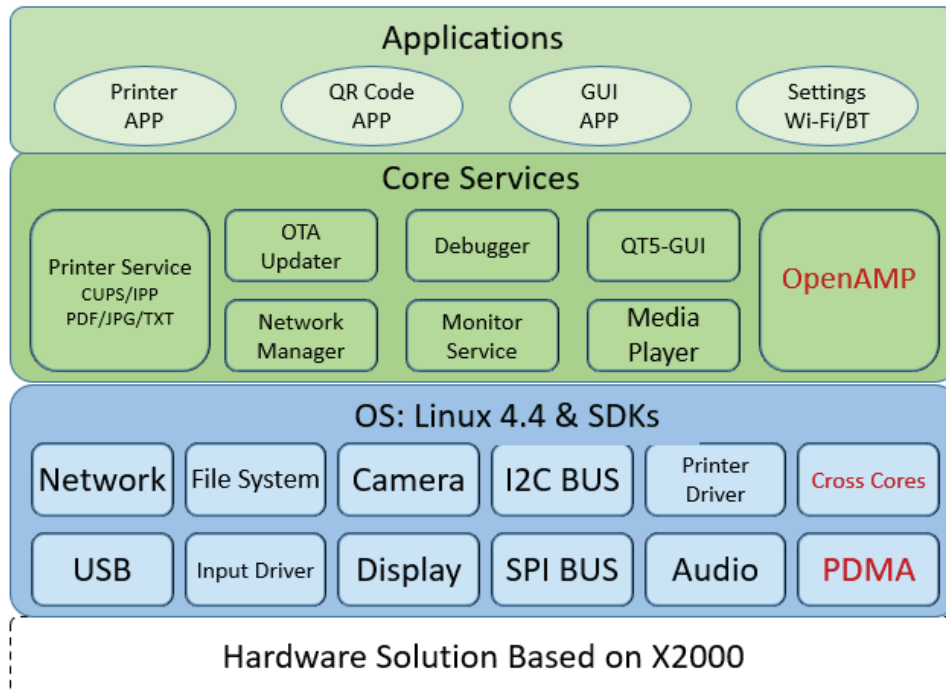 Applications
Printer
APP
QR Code
APP
GUI
APP
Settings
Wi-Fi/BT
Core Services
Printer Service
CUPS/IPP
PDF/JPG/TXT
OTA
Updater
Debugger
QT5-GUI
OpenAMP
Network
Manager
Monitor
Service
Media
Player
OS: Linux 4.4 & SDKs
Network
File System
Camera
I2C BUS
Printer
Driver
Cross Cores
USB
Input Driver
Display
SPI BUS
Audio
PDMA
Hardware Solution Based on X2000